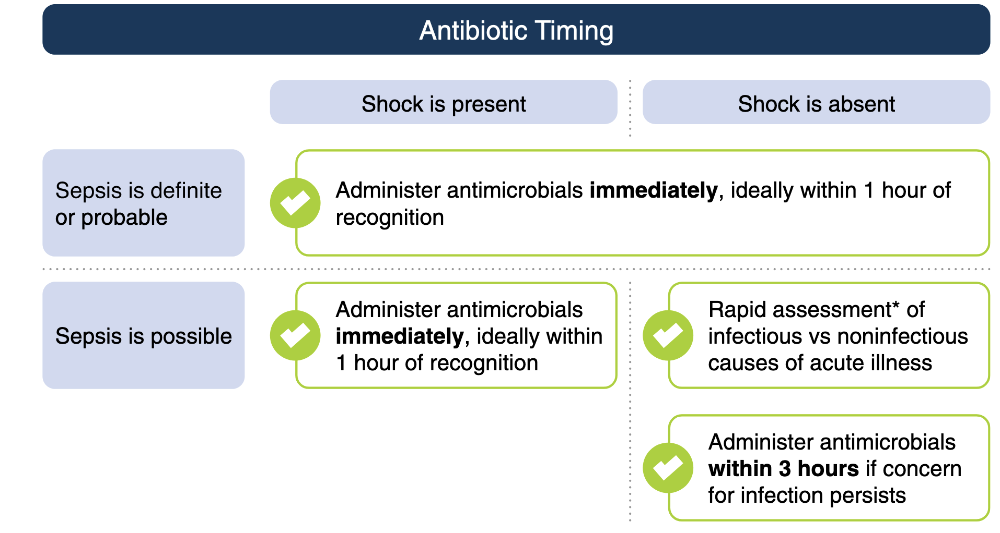 Antibiotic Timing
Shock is present
Shock is absent
Sepsis is definite
or probable
Administer antimicrobials immediately, ideally within 1 hour of
recognition
Sepsis is possible
Administer antimicrobials
immediately, ideally within
1 hour of recognition
Rapid assessment* of
infectious vs noninfectious
causes of acute illness
Administer antimicrobials
within 3 hours if concern
for infection persists